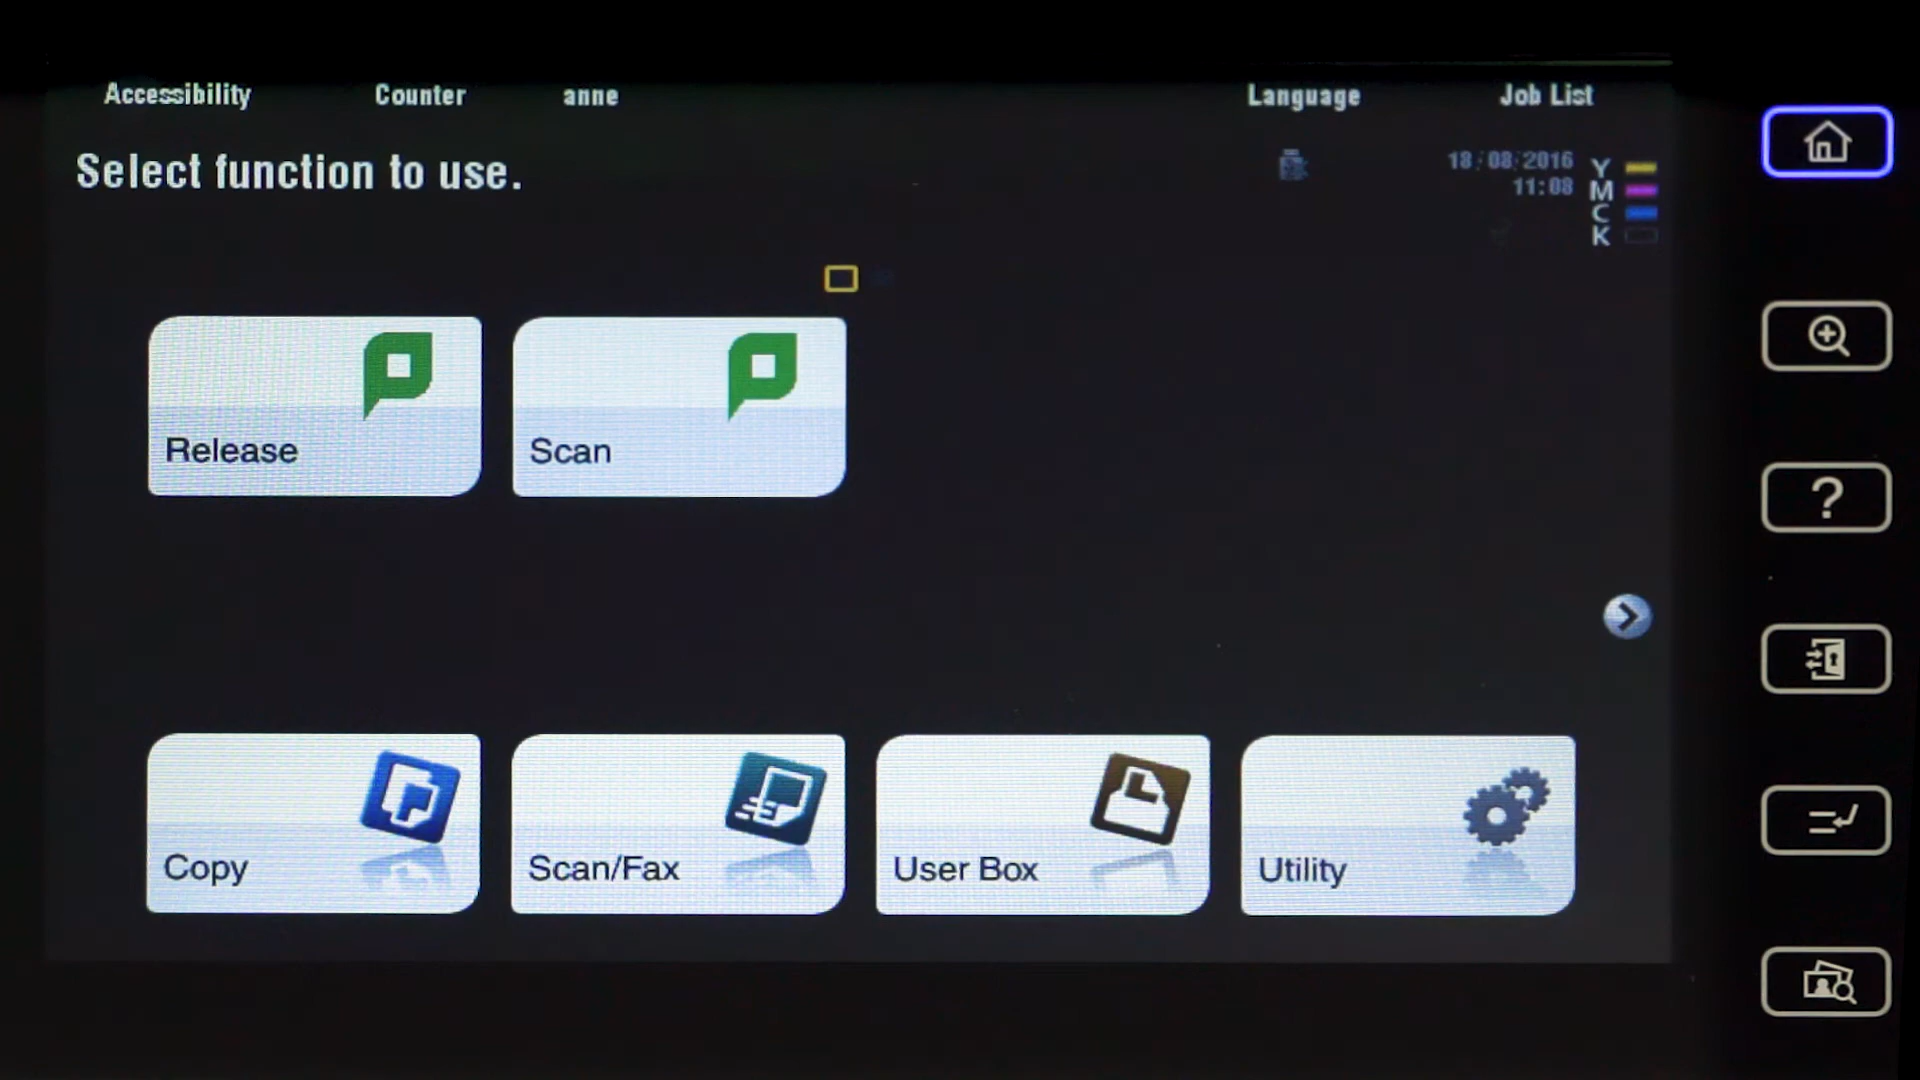 Accessibility Counter anne Language Job List
Select function to use.
18/08/2016
11:08
Y
M
C
K
Release
Scan
?
Copy
Scan/Fax
User Box
Utility